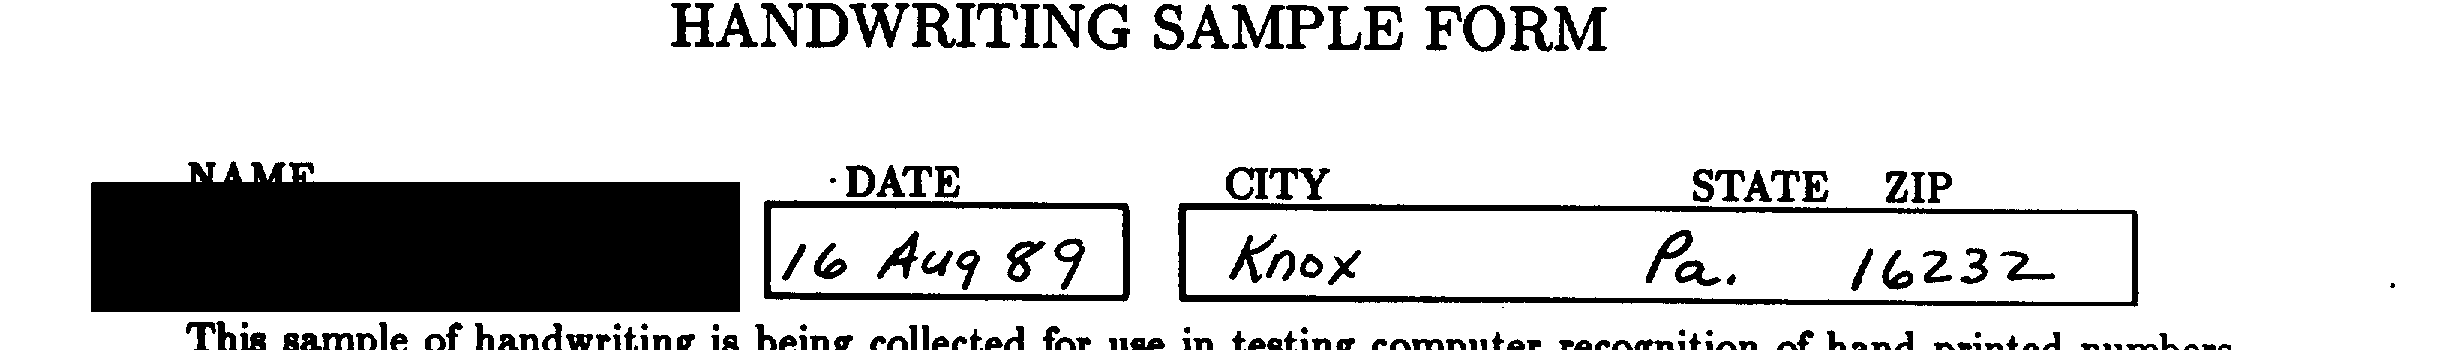 HANDWRITING SAMPLE FORM
NAME DATE CITY STATE ZIP
16 Aug 89 Knox Pa. 16232
This sample of handwriting is being collected for use in testing computer recognition of hand printed numbers